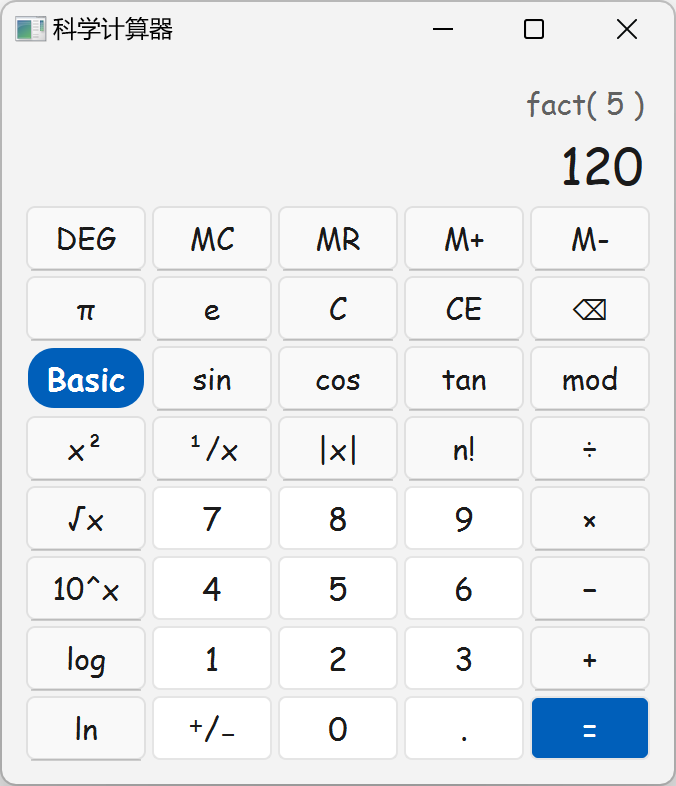 科学计算器
fact( 5 )
120
DEG MC MR M+ M-
π e C CE ⌫
Basic sin cos tan mod
x² ¹/x |x| n! ÷
√x 7 8 9 ×
10^x 4 5 6 −
log 1 2 3 +
ln ⁺/₋ 0 . =